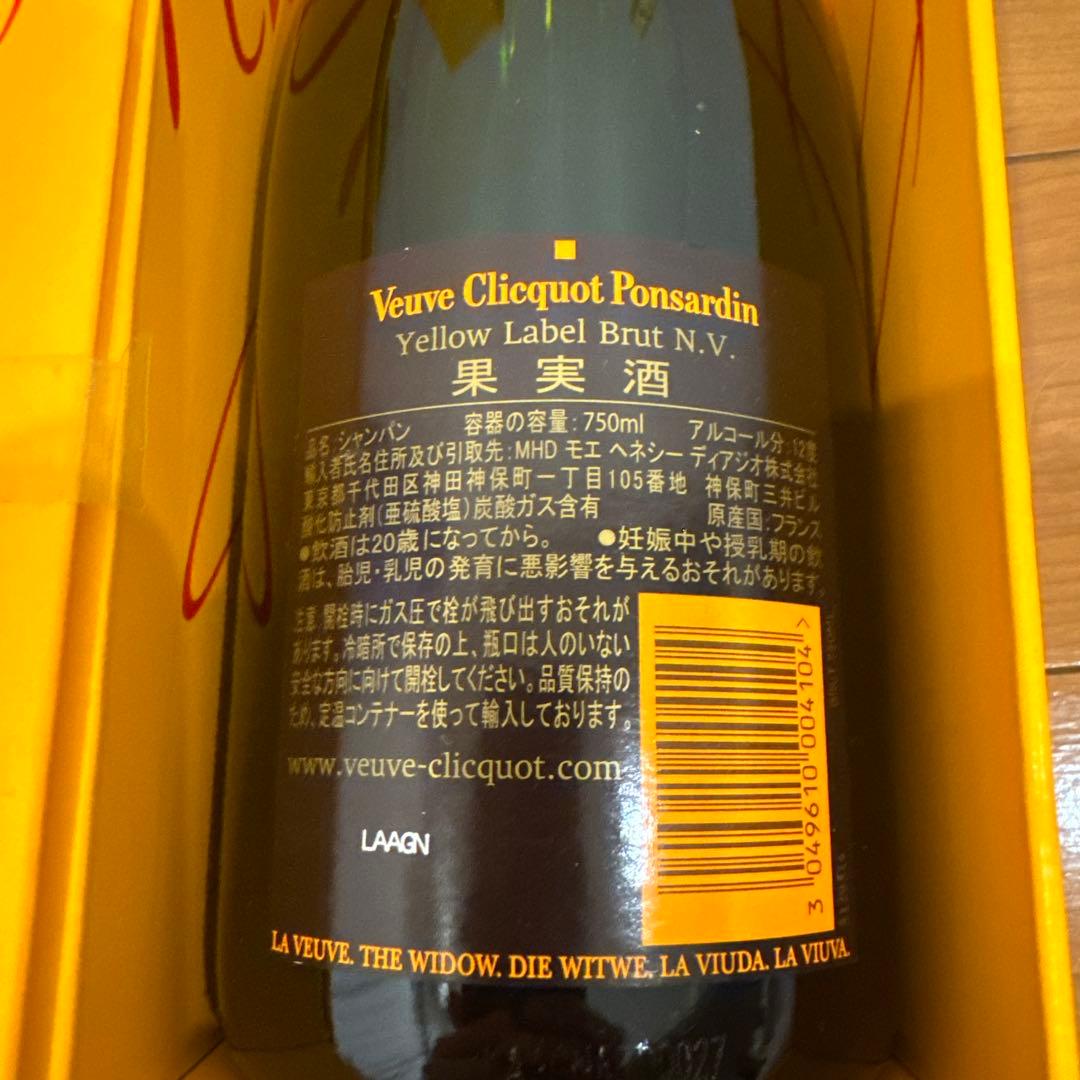 Veuve Clicquot Ponsardin
Yellow Label Brut N.V.
果実酒
品名:シャンパン 容器の容量:750ml アルコール分:12度
輸入者氏名住所及び引取先:MHD モエ ヘネシー ディアジオ株式会社
東京都千代田区神田神保町一丁目105番地 神保町三井ビル
酸化防止剤(亜硫酸塩)炭酸ガス含有 原産国:フランス
●飲酒は20歳になってから。 ●妊娠中や授乳期の飲
酒は、胎児・乳児の発育に悪影響を与えるおそれがあります。
注意:開栓時にガス圧で栓が飛び出すおそれが
あります。冷暗所で保存の上、瓶口は人のいない
安全な方向に向けて開栓してください。品質保持の
ため、定温コンテナーを使って輸入しております。
www.veuve-clicquot.com
LAAGN
3 049610 004104 >
LA VEUVE. THE WIDOW. DIE WITWE. LA VIUDA. LA VIUVA.